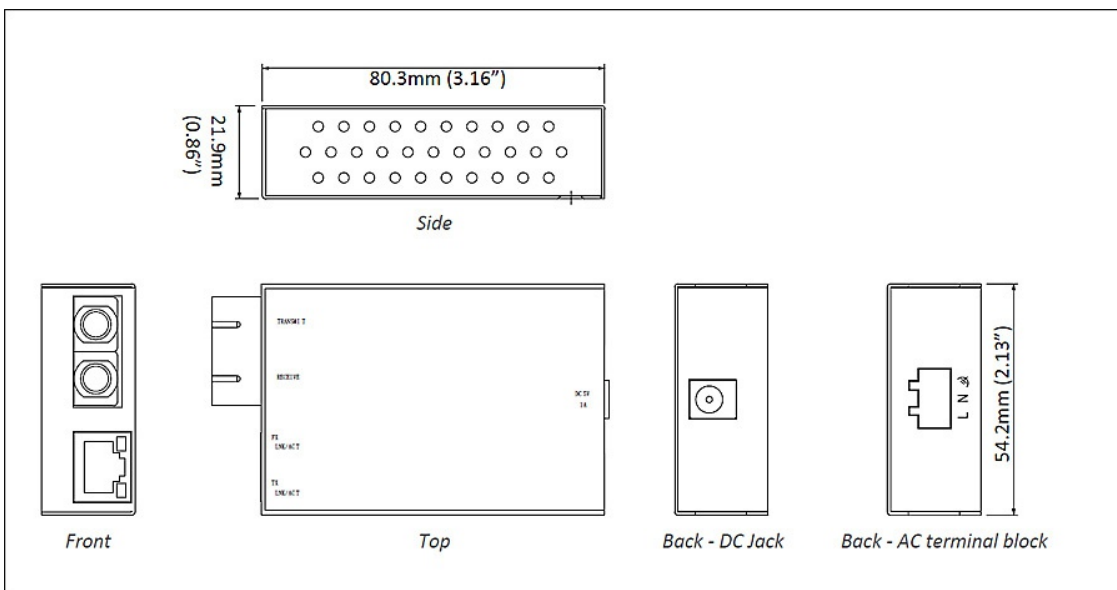 80.3mm (3.16”)
21.9mm
(0.86”)
Side
TRANSMIT
RECEIVE
FX
LNK/ACT
TX
LNK/ACT
DC 5V
1A
L N
54.2mm (2.13”)
Front
Top
Back - DC Jack
Back - AC terminal block